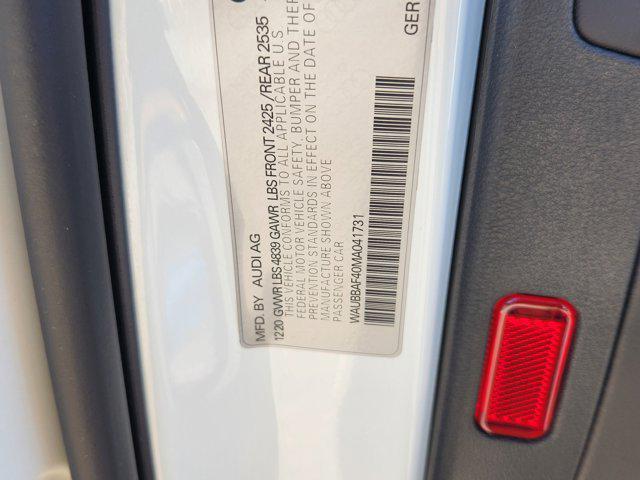 MFD. BY AUDI AG
GER
12.20 GVWR LBS 4839 GAWR LBS FRONT 2425 / REAR 2535
THIS VEHICLE CONFORMS TO ALL APPLICABLE U.S.
FEDERAL MOTOR VEHICLE SAFETY, BUMPER AND THEF
PREVENTION STANDARDS IN EFFECT ON THE DATE OF
MANUFACTURE SHOWN ABOVE
PASSENGER CAR
WAUBBAF40MA041731